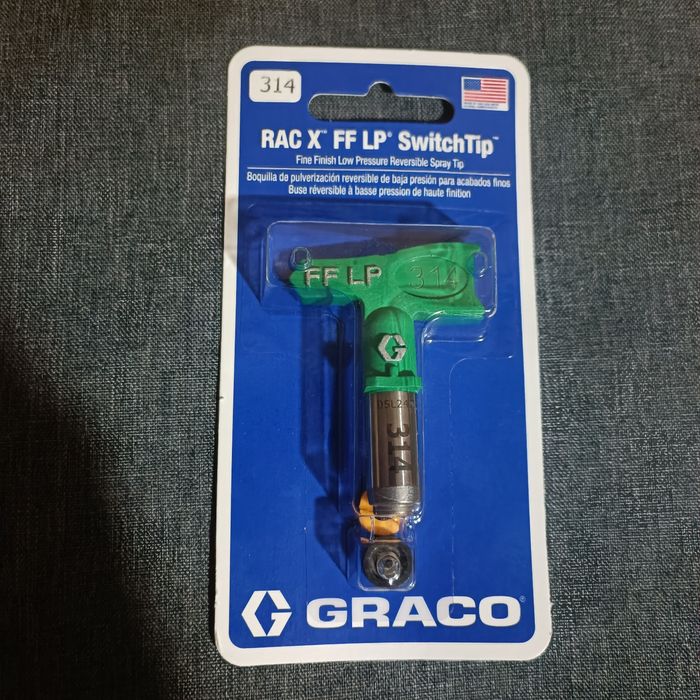 314
RAC X™ FF LP® SwitchTip™
Fine Finish Low Pressure Reversible Spray Tip
Boquilla de pulverización reversible de baja presión para acabados finos
Buse réversible à basse pression de haute finition
FF LP 314
G
314
GRACO®